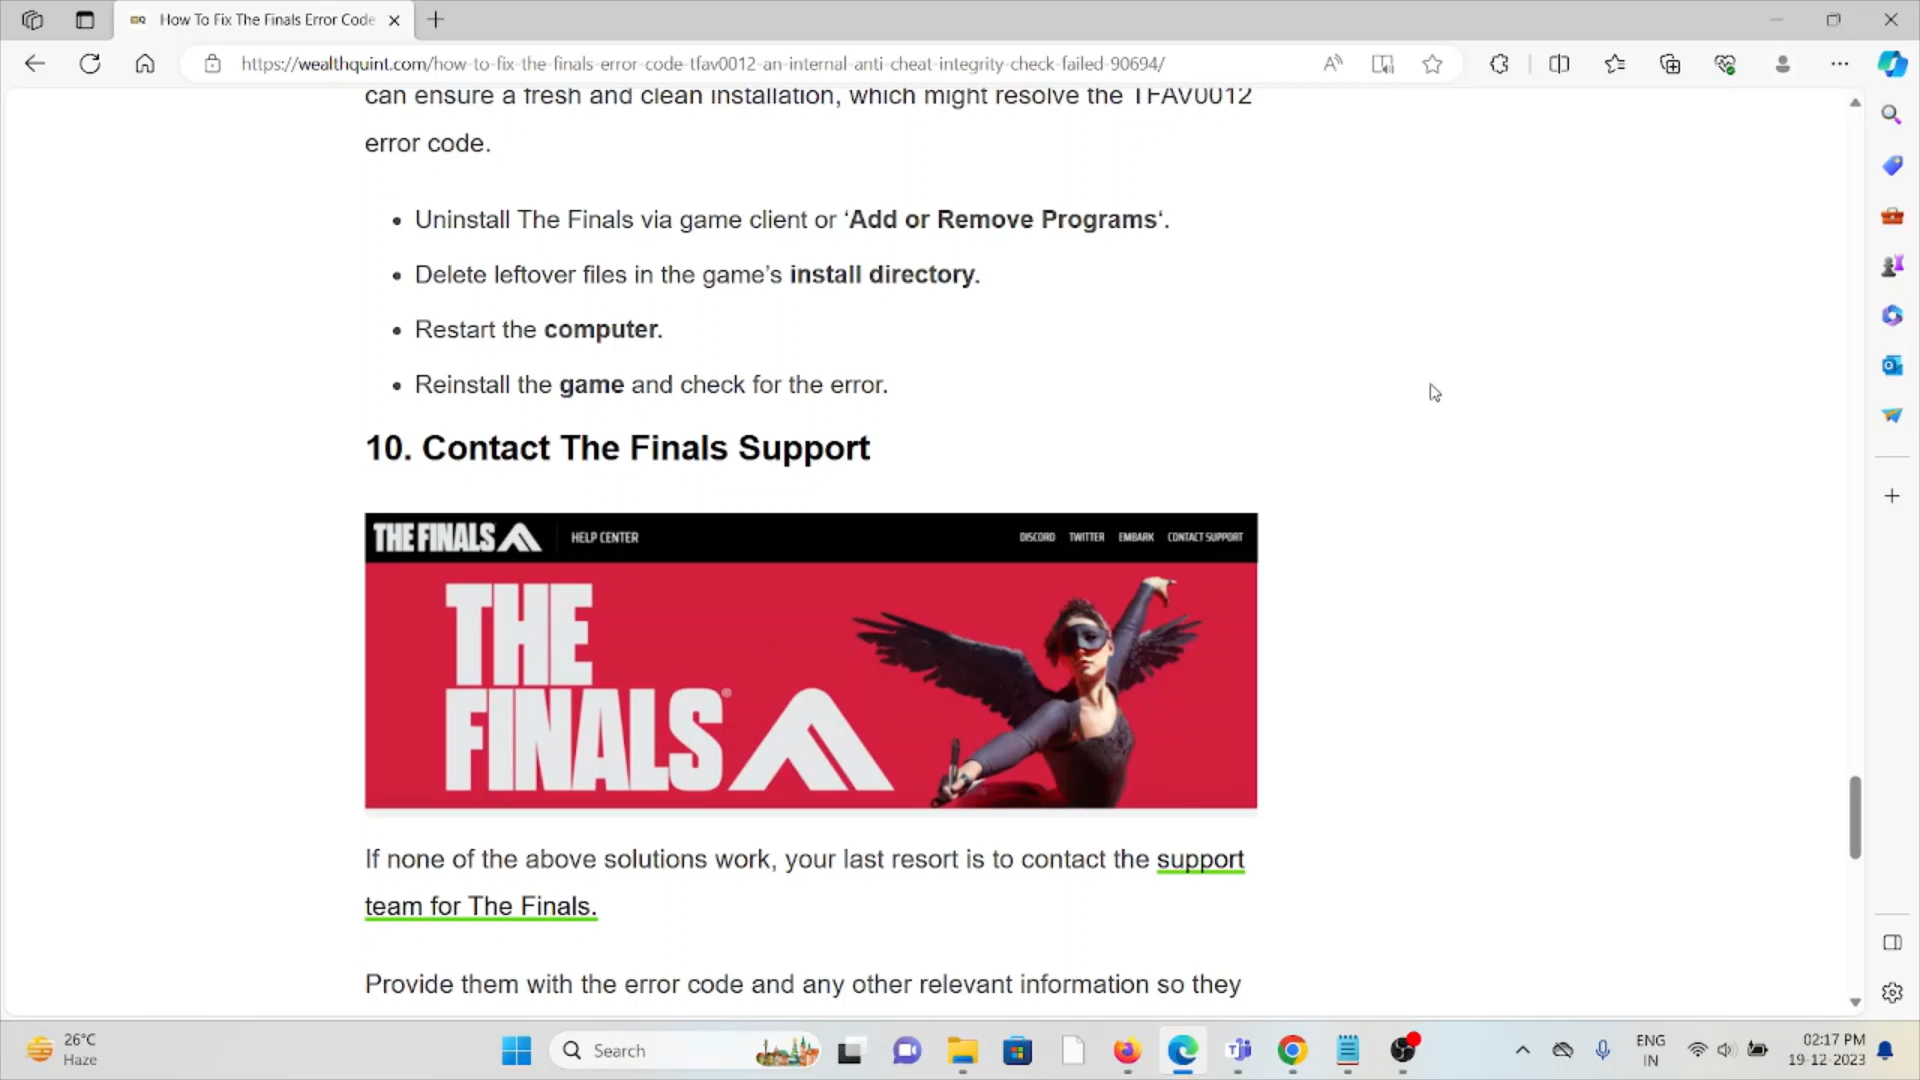 How To Fix The Finals Error Code
https://wealthquint.com/how-to-fix-the-finals-error-code-tfav0012-an-internal-anti-cheat-integrity-check-failed-90694/
can ensure a fresh and clean installation, which might resolve the TFAV0012
error code.
• Uninstall The Finals via game client or ‘Add or Remove Programs‘.
• Delete leftover files in the game’s install directory.
• Restart the computer.
• Reinstall the game and check for the error.
10. Contact The Finals Support
THE FINALS HELP CENTER DISCORD TWITTER EMBARK CONTACT SUPPORT
THE
FINALS®
If none of the above solutions work, your last resort is to contact the support
team for The Finals.
Provide them with the error code and any other relevant information so they
26°C
Haze
Search
ENG
IN
02:17 PM
19-12-2023